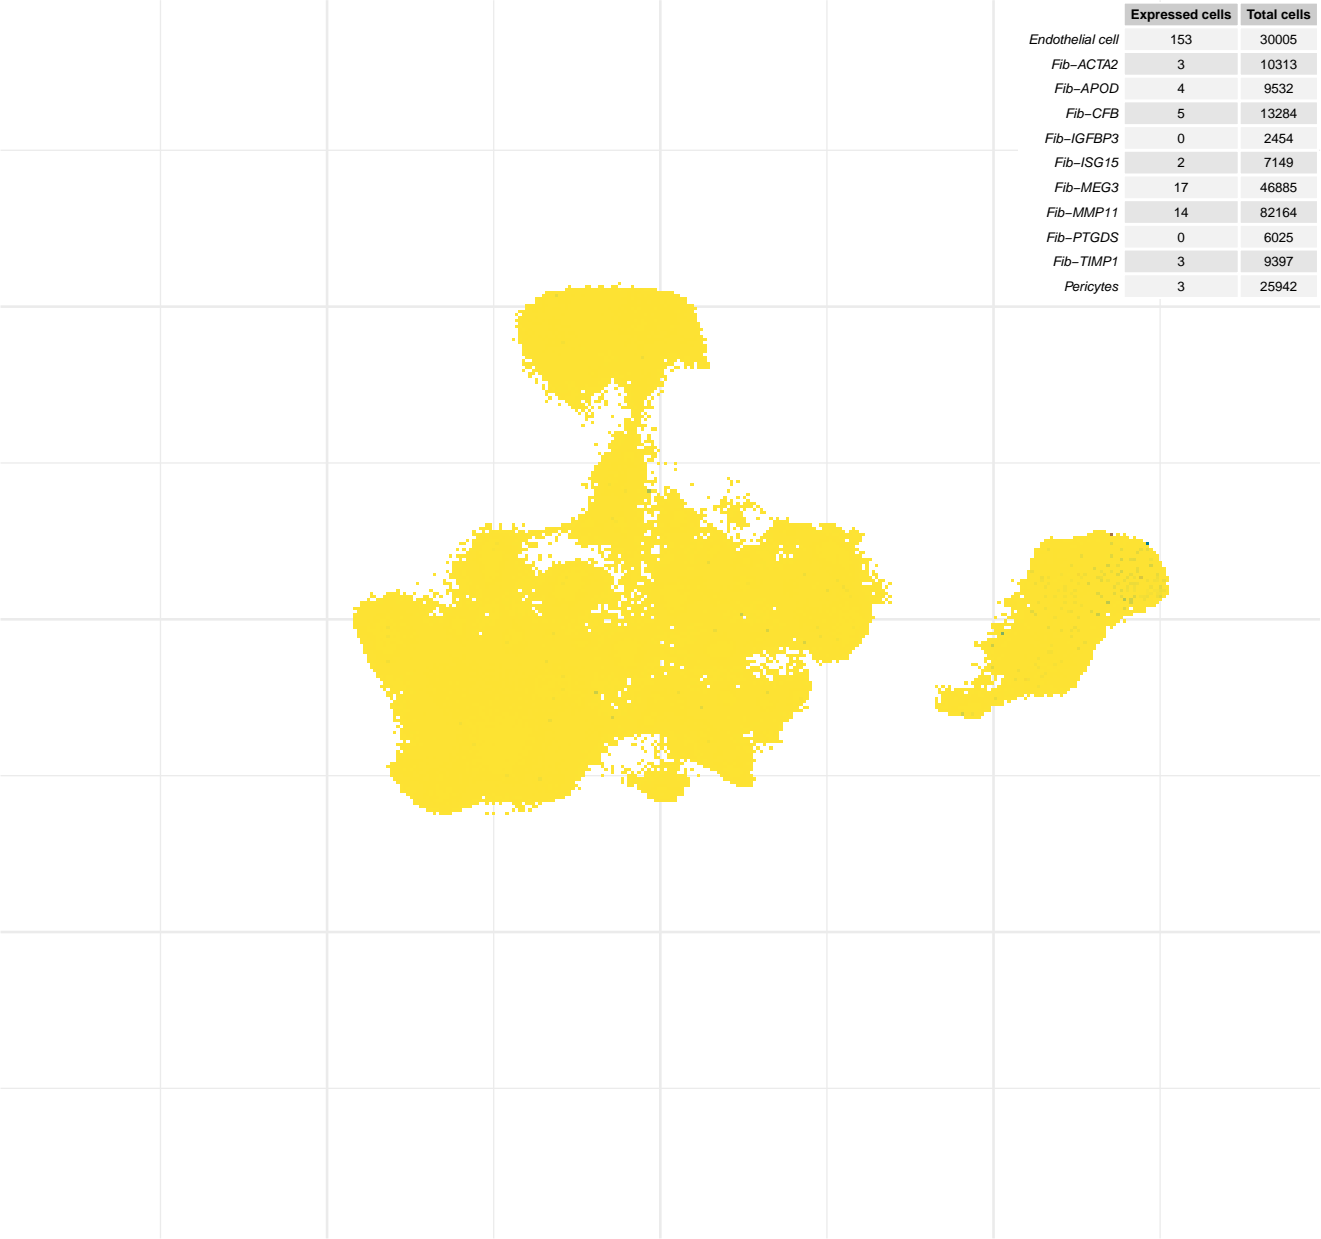 Expressed cells Total cells
Endothelial cell 153 30005
Fib−ACTA2 3 10313
Fib−APOD 4 9532
Fib−CFB 5 13284
Fib−IGFBP3 0 2454
Fib−ISG15 2 7149
Fib−MEG3 17 46885
Fib−MMP11 14 82164
Fib−PTGDS 0 6025
Fib−TIMP1 3 9397
Pericytes 3 25942